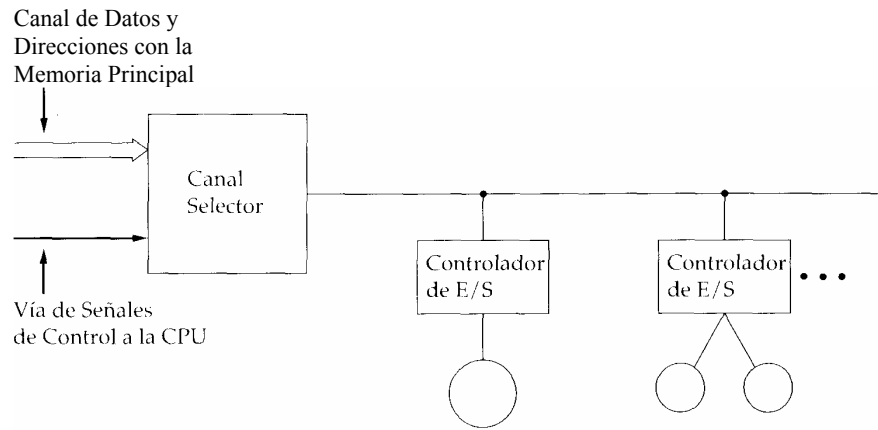 Canal de Datos y
Direcciones con la
Memoria Principal
Canal
Selector
Controlador
de E/S
Controlador
de E/S
Vía de Señales
de Control a la CPU